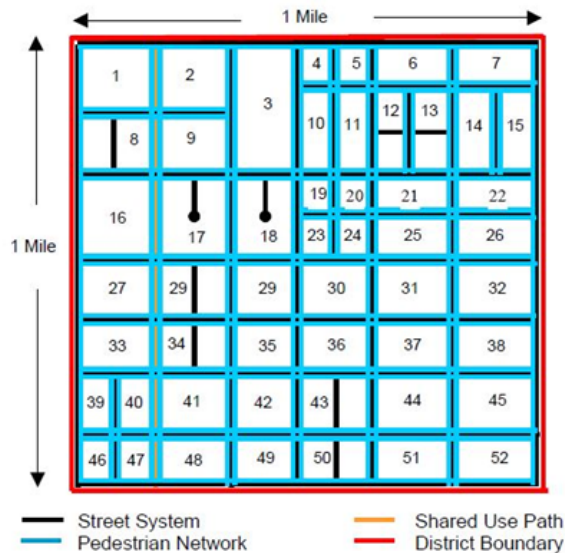 1 Mile
1 2 3 4 5 6 7
8 9 10 11 12 13 14 15
16 17 18 19 20 21 22
1 Mile
23 24 25 26
27 29 29 30 31 32
33 34 35 36 37 38
39 40 41 42 43 44 45
46 47 48 49 50 51 52
Street System Shared Use Path
Pedestrian Network District Boundary